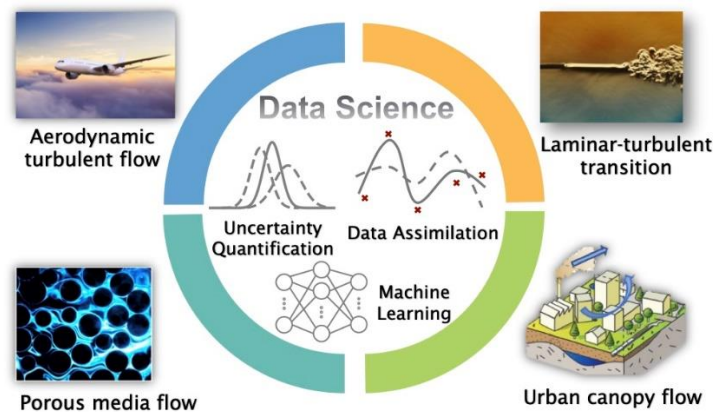 Data Science
Aerodynamic
turbulent flow
Laminar-turbulent
transition
Uncertainty
Quantification
Data Assimilation
Machine
Learning
Porous media flow
Urban canopy flow